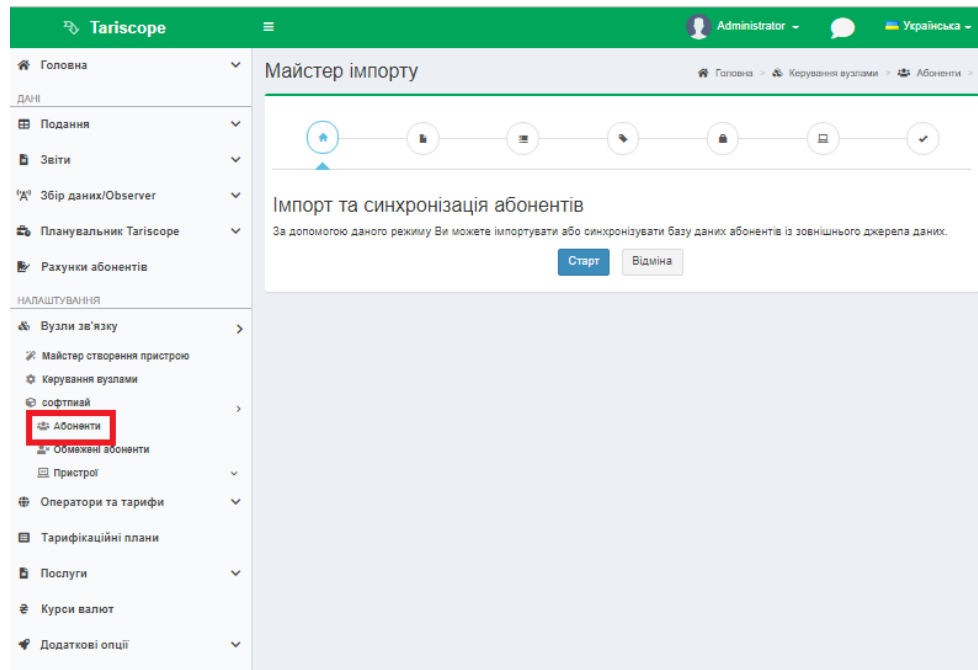 Tariscope
Administrator
Українська
Головна
ДАНІ
Подання
Звіти
Збір даних/Observer
Планувальник Tariscope
Рахунки абонентів
НАЛАШТУВАННЯ
Вузли зв'язку
Майстер створення пристрою
Керування вузлами
софтпиай
Абоненти
Обмежені абоненти
Пристрої
Оператори та тарифи
Тарифікаційні плани
Послуги
Курси валют
Додаткові опції
Майстер імпорту
Головна > Керування вузлами > Абоненти >
Імпорт та синхронізація абонентів
За допомогою даного режиму Ви можете імпортувати або синхронізувати базу даних абонентів із зовнішнього джерела даних.
Старт Відміна